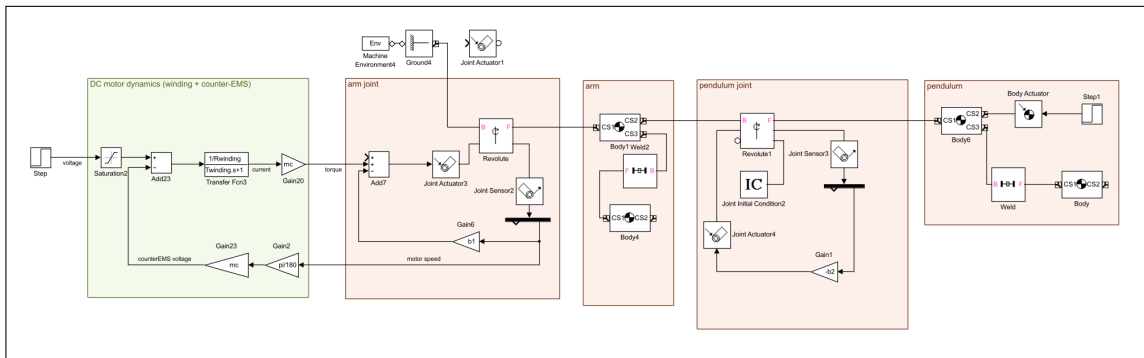 Env
Machine
Environment4
Ground4
Joint Actuator1
DC motor dynamics (winding + counter-EMS)
Step
voltage
Saturation2
+
−
Add23
1/Rwinding
Twinding.s+1
Transfer Fcn3
current
mc
Gain20
torque
Gain23
mc
counterEMS voltage
Gain2
pi/180
arm joint
+
+
−
Add7
Joint Actuator3
B
F
Revolute
Joint Sensor2
Gain6
b1
motor speed
arm
CS1
CS2
CS3
Body1
Weld2
F
B
CS1
CS2
Body4
pendulum joint
B
F
Revolute1
Joint Sensor3
IC
Joint Initial Condition2
Joint Actuator4
Gain1
-b2
pendulum
CS1
CS2
CS3
Body6
Body Actuator
Step1
B
F
Weld
CS1
CS2
Body